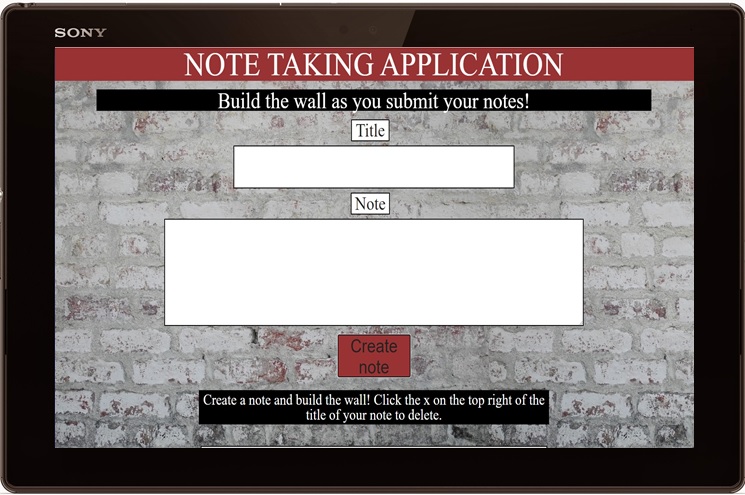 SONY
NOTE TAKING APPLICATION
Build the wall as you submit your notes!
Title
Note
Create
note
Create a note and build the wall! Click the x on the top right of the
title of your note to delete.